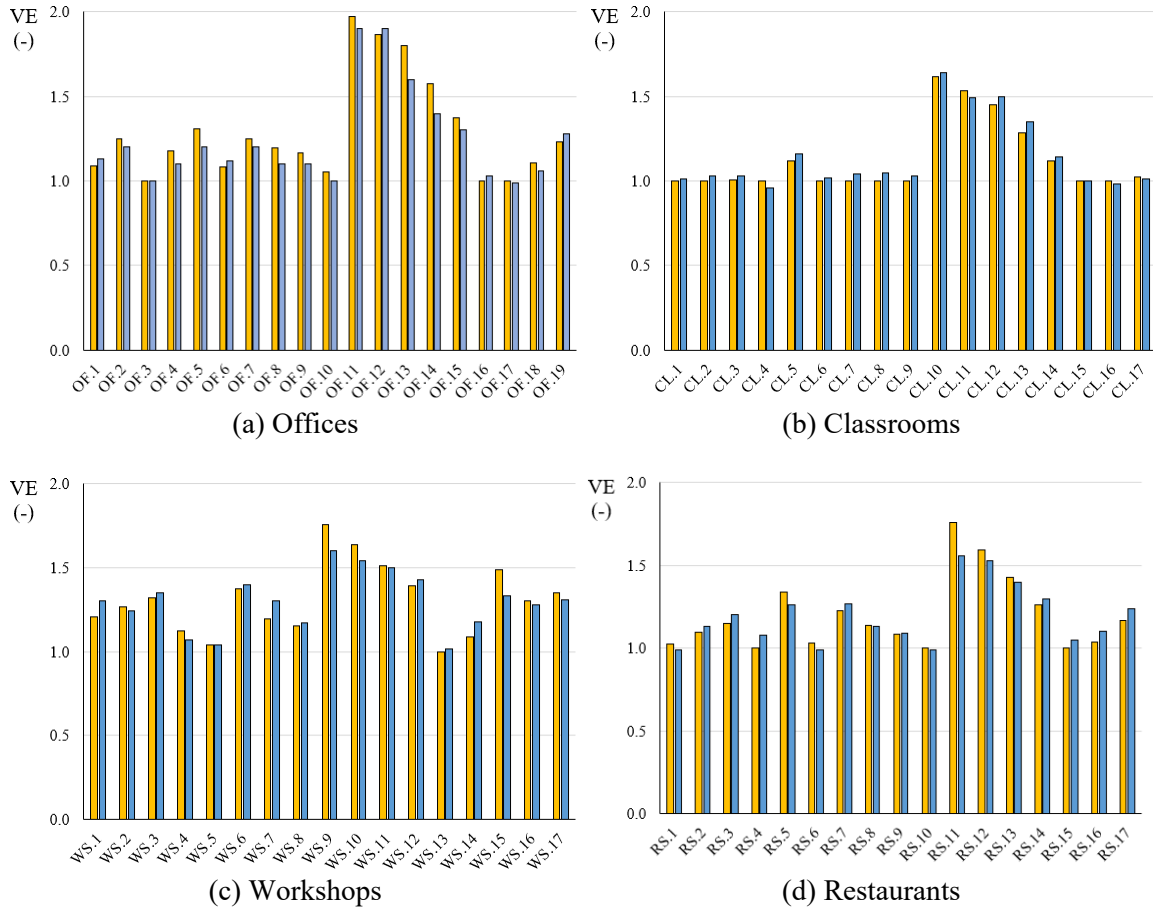 VE
(-)
2.0
1.5
1.0
0.5
0.0
OF.1 OF.2 OF.3 OF.4 OF.5 OF.6 OF.7 OF.8 OF.9 OF.10 OF.11 OF.12 OF.13 OF.14 OF.15 OF.16 OF.17 OF.18 OF.19
(a) Offices
VE
(-)
2.0
1.5
1.0
0.5
0.0
CL.1 CL.2 CL.3 CL.4 CL.5 CL.6 CL.7 CL.8 CL.9 CL.10 CL.11 CL.12 CL.13 CL.14 CL.15 CL.16 CL.17
(b) Classrooms
VE
(-)
2.0
1.5
1.0
0.5
0.0
WS.1 WS.2 WS.3 WS.4 WS.5 WS.6 WS.7 WS.8 WS.9 WS.10 WS.11 WS.12 WS.13 WS.14 WS.15 WS.16 WS.17
(c) Workshops
VE
(-)
2.0
1.5
1.0
0.5
0.0
RS.1 RS.2 RS.3 RS.4 RS.5 RS.6 RS.7 RS.8 RS.9 RS.10 RS.11 RS.12 RS.13 RS.14 RS.15 RS.16 RS.17
(d) Restaurants